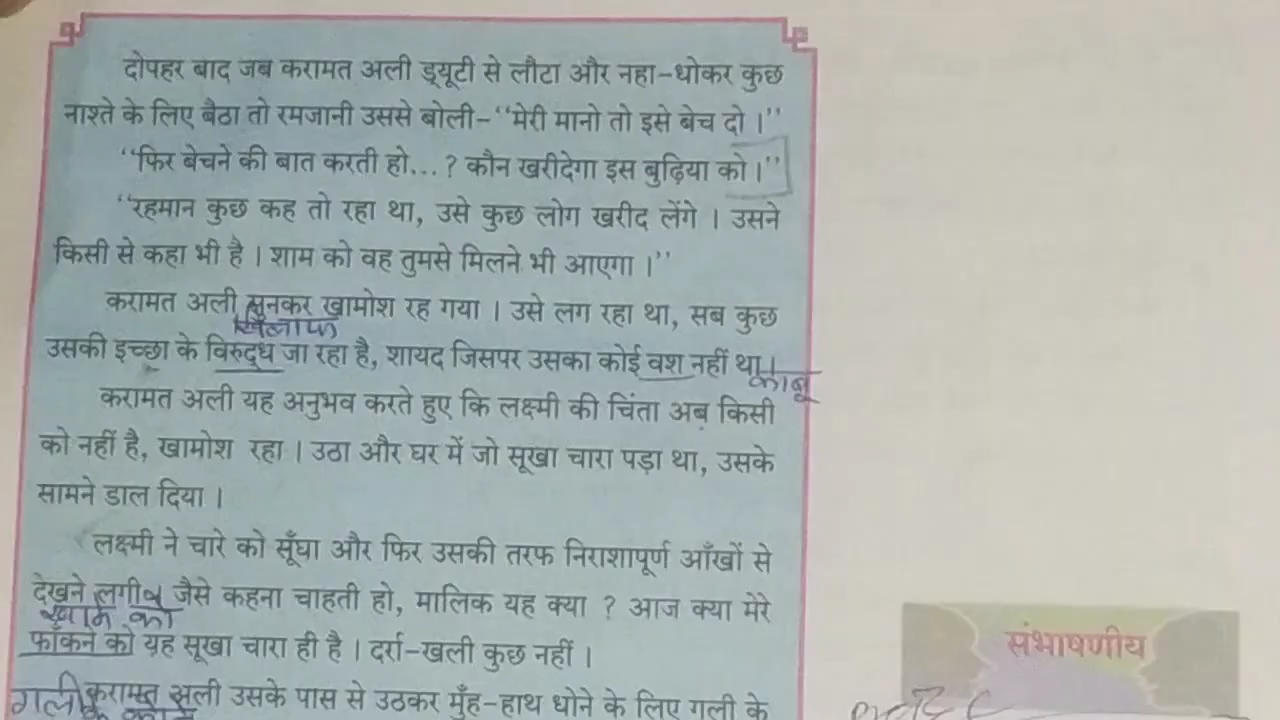 दोपहर बाद जब करामत अली ड्यूटी से लौटा और नहा-धोकर कुछ
नाश्ते के लिए बैठा तो रमजानी उससे बोली-‘‘मेरी मानो तो इसे बेच दो ।’’
‘‘फिर बेचने की बात करती हो...? कौन खरीदेगा इस बुढ़िया को ।’’
‘‘रहमान कुछ कह तो रहा था, उसे कुछ लोग खरीद लेंगे । उसने
किसी से कहा भी है । शाम को वह तुमसे मिलने भी आएगा ।’’
करामत अली सुनकर खामोश रह गया । उसे लग रहा था, सब कुछ
खिलाफ
उसकी इच्छा के विरुद्ध जा रहा है, शायद जिसपर उसका कोई वश नहीं था ।
काबू
करामत अली यह अनुभव करते हुए कि लक्ष्मी की चिंता अब किसी
को नहीं है, खामोश रहा । उठा और घर में जो सूखा चारा पड़ा था, उसके
सामने डाल दिया ।
लक्ष्मी ने चारे को सूँघा और फिर उसकी तरफ निराशापूर्ण आँखों से
देखने लगी जैसे कहना चाहती हो, मालिक यह क्या ? आज क्या मेरे
खाने को
फाँकने को यह सूखा चारा ही है । दर्रा-खली कुछ नहीं ।
संभाषणीय
गली करामत अली उसके पास से उठकर मुँह-हाथ धोने के लिए गली के